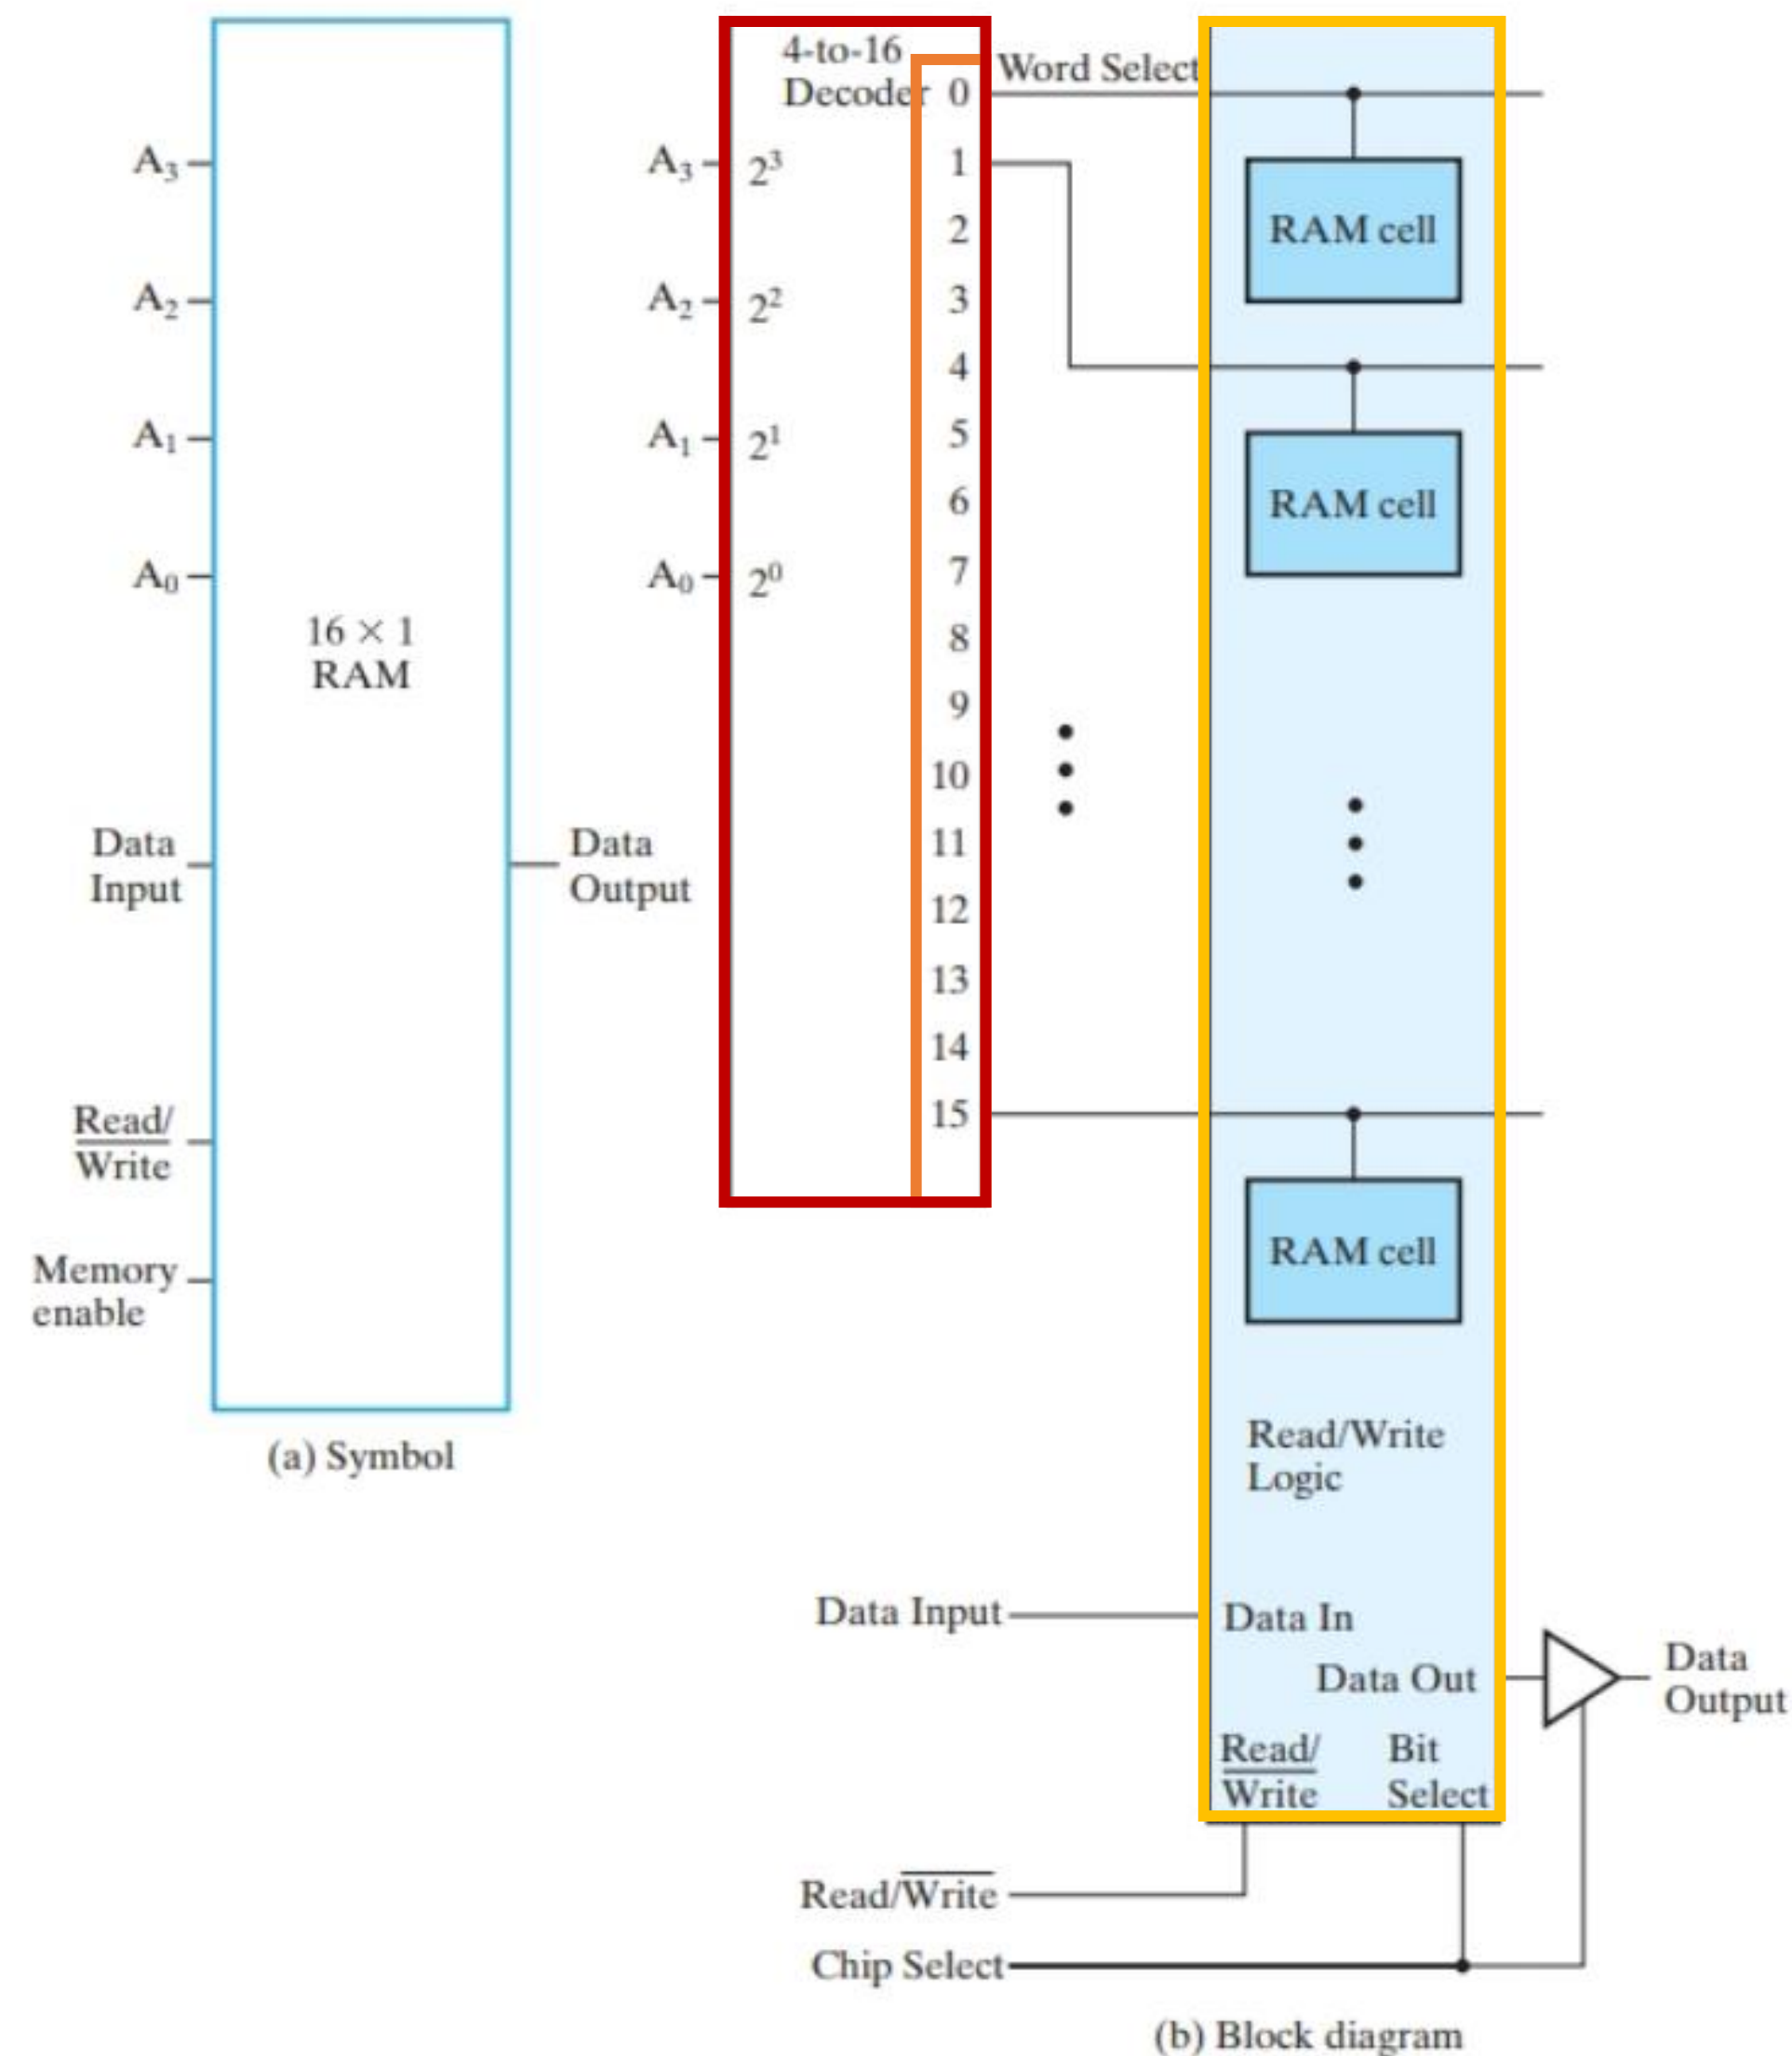 A₃
A₂
A₁
A₀
16 × 1
RAM
Data
Input
Data
Output
Read/
Write
Memory
enable
(a) Symbol
4-to-16
Decoder
A₃
2³
A₂
2²
A₁
2¹
A₀
2⁰
0
1
2
3
4
5
6
7
8
9
10
11
12
13
14
15
Word Select
RAM cell
RAM cell
RAM cell
Read/Write
Logic
Data Input
Data In
Data Out
Data
Output
Read/
Write
Bit
Select
Read/W̅r̅i̅t̅e̅
Chip Select
(b) Block diagram